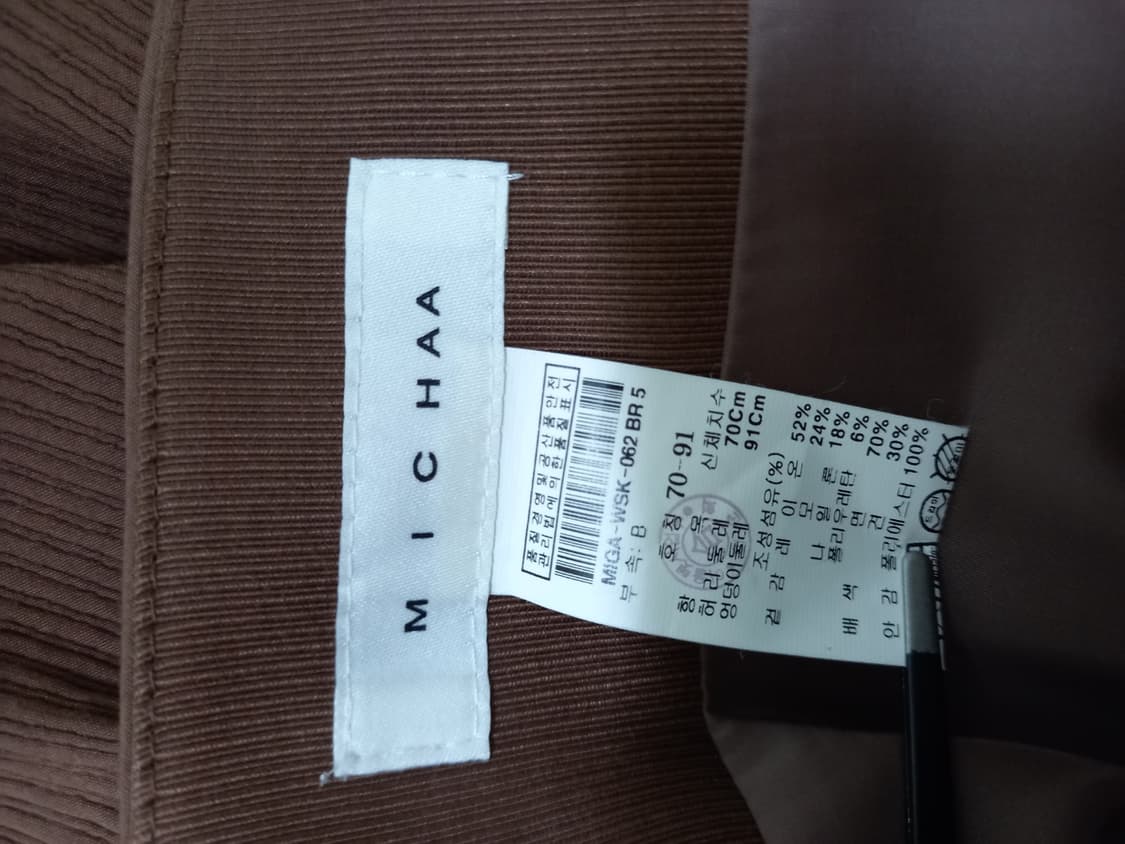 MICHAA
품질경영및공산품안전
관리법에의한품질표시
MIGA-WSK-062 BR 5
부 속: B
호칭 70-91
항 목 신체치수
허 리 둘레 70Cm
엉덩이둘레 91Cm
조성섬유(%)
겉 감 레 이 온 52%
모 24%
나 일 론 18%
폴리우레탄 6%
배 색 면 70%
견 30%
안 감 폴리에스터 100%